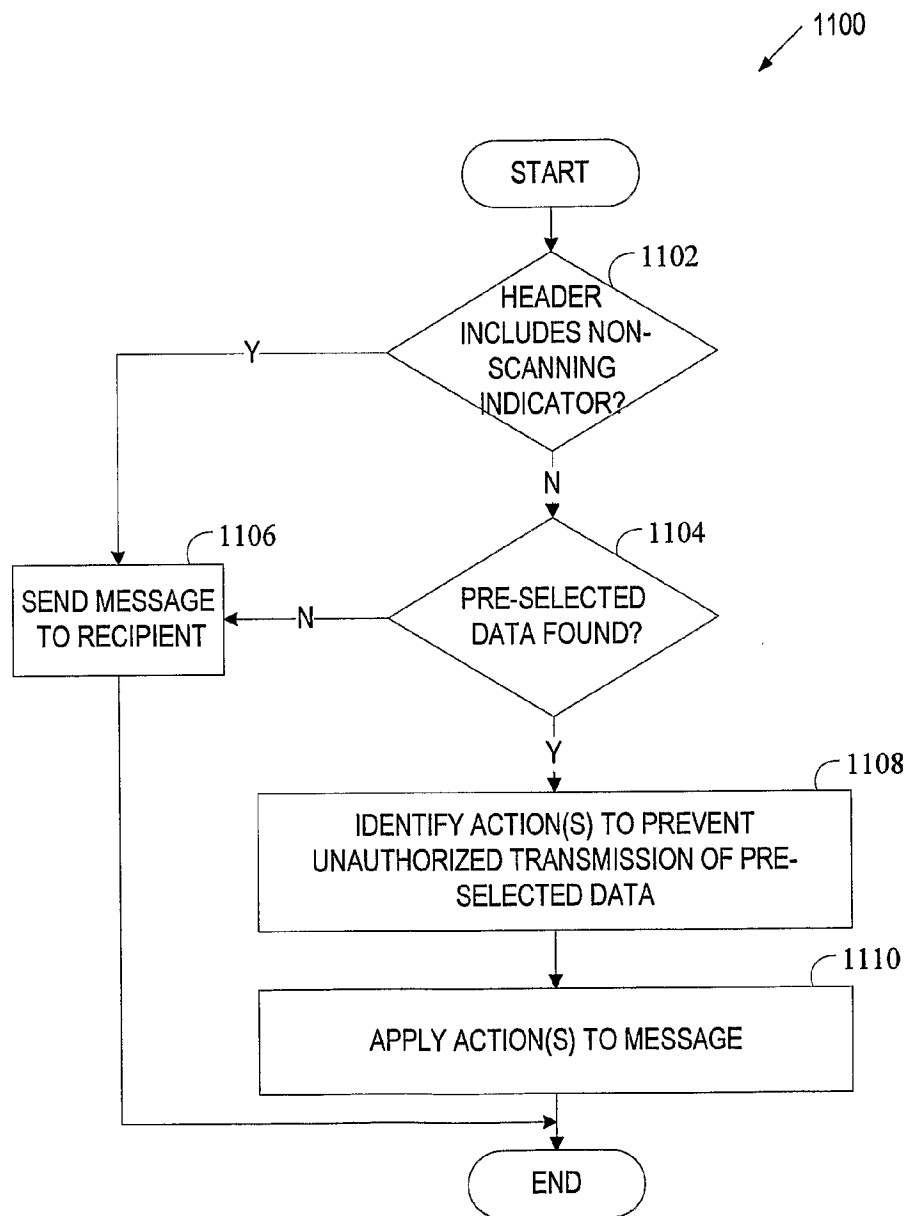 1100
START
1102
HEADER
INCLUDES NON-
SCANNING
INDICATOR?
Y
N
1106
1104
SEND MESSAGE
TO RECIPIENT
N
PRE-SELECTED
DATA FOUND?
Y
1108
IDENTIFY ACTION(S) TO PREVENT
UNAUTHORIZED TRANSMISSION OF PRE-
SELECTED DATA
1110
APPLY ACTION(S) TO MESSAGE
END